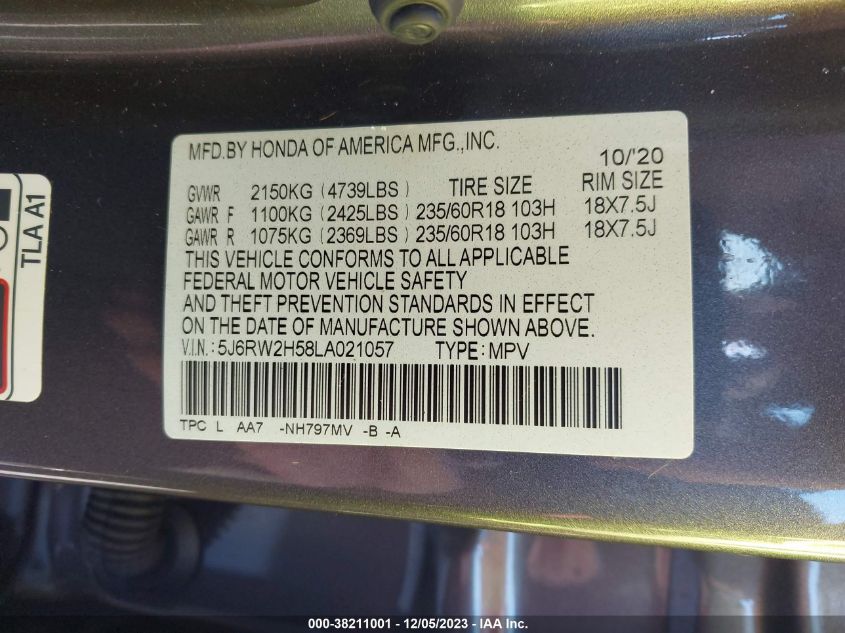 MFD.BY HONDA OF AMERICA MFG.,INC.
10/'20
GVWR 2150KG (4739LBS) TIRE SIZE RIM SIZE
GAWR F 1100KG (2425LBS) 235/60R18 103H 18X7.5J
GAWR R 1075KG (2369LBS) 235/60R18 103H 18X7.5J
THIS VEHICLE CONFORMS TO ALL APPLICABLE
FEDERAL MOTOR VEHICLE SAFETY
AND THEFT PREVENTION STANDARDS IN EFFECT
ON THE DATE OF MANUFACTURE SHOWN ABOVE.
V.I.N.: 5J6RW2H58LA021057 TYPE: MPV
TPC L AA7 -NH797MV -B -A
TLA A1
000-38211001 - 12/05/2023 - IAA Inc.